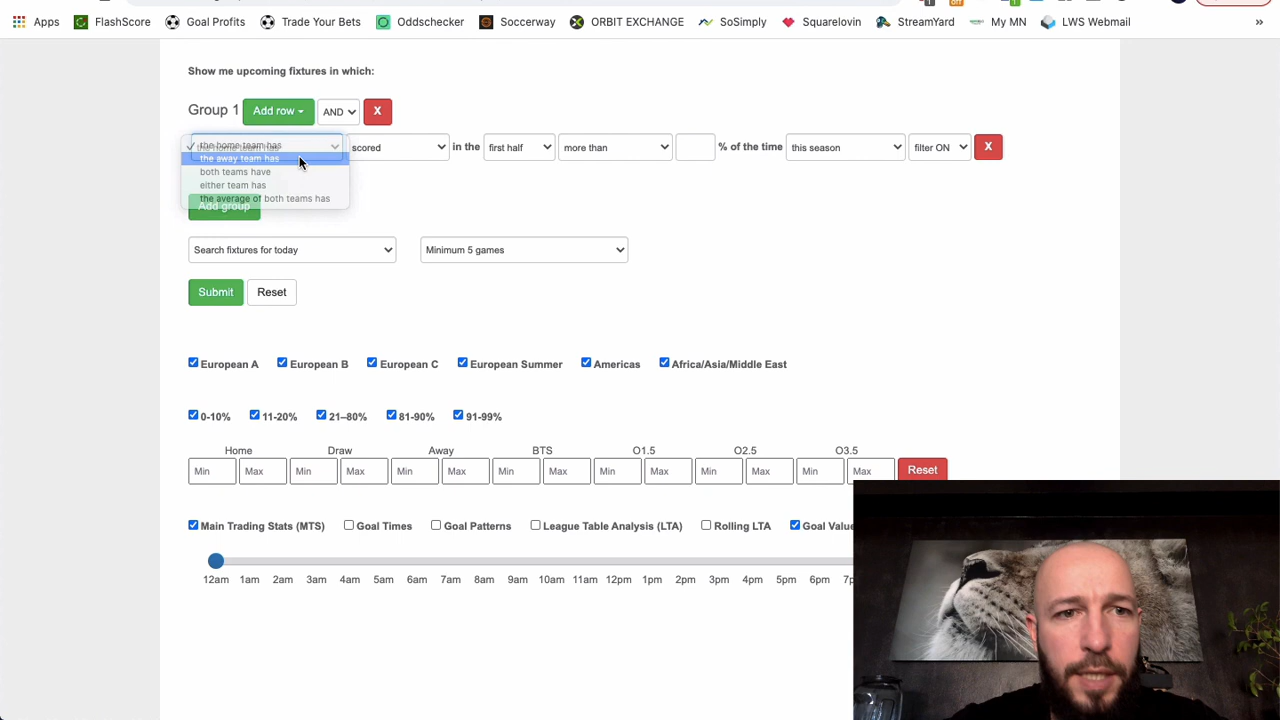 Apps FlashScore Goal Profits Trade Your Bets Oddschecker Soccerway ORBIT EXCHANGE SoSimply Squarelovin StreamYard My MN LWS Webmail »
Show me upcoming fixtures in which:
Group 1 Add row AND X
the home team has scored in the first half more than % of the time this season filter ON X
the away team has
both teams have
either team has
the average of both teams has
Add group
Search fixtures for today Minimum 5 games
Submit Reset
European A European B European C European Summer Americas Africa/Asia/Middle East
0-10% 11-20% 21–80% 81-90% 91-99%
Home Draw Away BTS O1.5 O2.5 O3.5
Min Max Min Max Min Max Min Max Min Max Min Max Min Max Reset
Main Trading Stats (MTS) Goal Times Goal Patterns League Table Analysis (LTA) Rolling LTA Goal Value
12am 1am 2am 3am 4am 5am 6am 7am 8am 9am 10am 11am 12pm 1pm 2pm 3pm 4pm 5pm 6pm